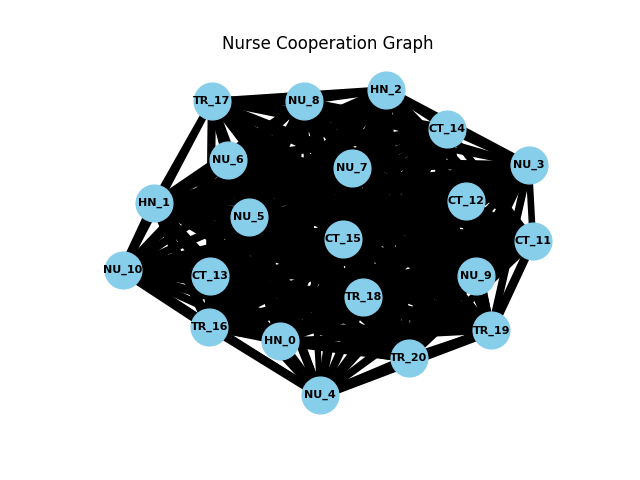 Nurse Cooperation Graph
HN_2
TR_17
NU_8
CT_14
NU_6
NU_7
NU_3
HN_1
CT_12
NU_5
CT_15
CT_11
NU_10
CT_13
NU_9
TR_18
TR_16
TR_19
HN_0
TR_20
NU_4